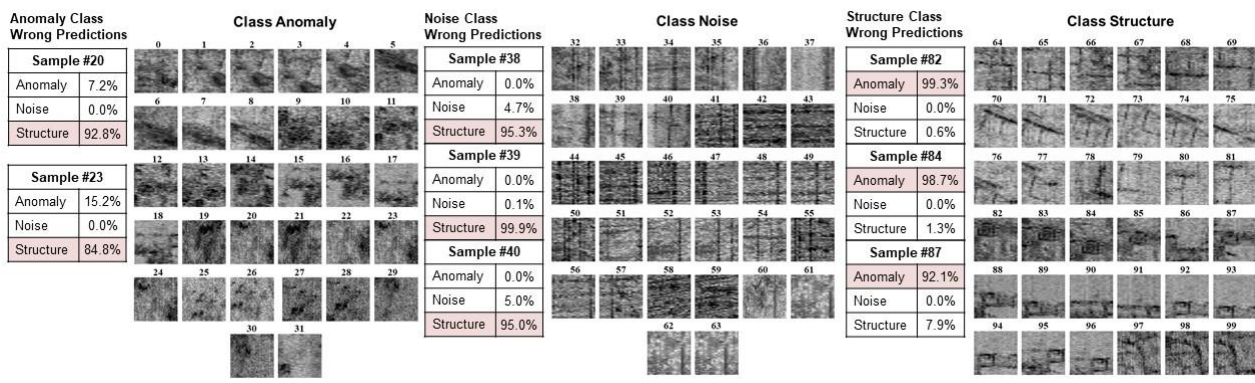 Anomaly Class
Wrong Predictions
Sample #20
Anomaly 7.2%
Noise 0.0%
Structure 92.8%
Sample #23
Anomaly 15.2%
Noise 0.0%
Structure 84.8%
Class Anomaly
0 1 2 3 4 5
6 7 8 9 10 11
12 13 14 15 16 17
18 19 20 21 22 23
24 25 26 27 28 29
30 31
Noise Class
Wrong Predictions
Sample #38
Anomaly 0.0%
Noise 4.7%
Structure 95.3%
Sample #39
Anomaly 0.0%
Noise 0.1%
Structure 99.9%
Sample #40
Anomaly 0.0%
Noise 5.0%
Structure 95.0%
Class Noise
32 33 34 35 36 37
38 39 40 41 42 43
44 45 46 47 48 49
50 51 52 53 54 55
56 57 58 59 60 61
62 63
Structure Class
Wrong Predictions
Sample #82
Anomaly 99.3%
Noise 0.0%
Structure 0.6%
Sample #84
Anomaly 98.7%
Noise 0.0%
Structure 1.3%
Sample #87
Anomaly 92.1%
Noise 0.0%
Structure 7.9%
Class Structure
64 65 66 67 68 69
70 71 72 73 74 75
76 77 78 79 80 81
82 83 84 85 86 87
88 89 90 91 92 93
94 95 96 97 98 99